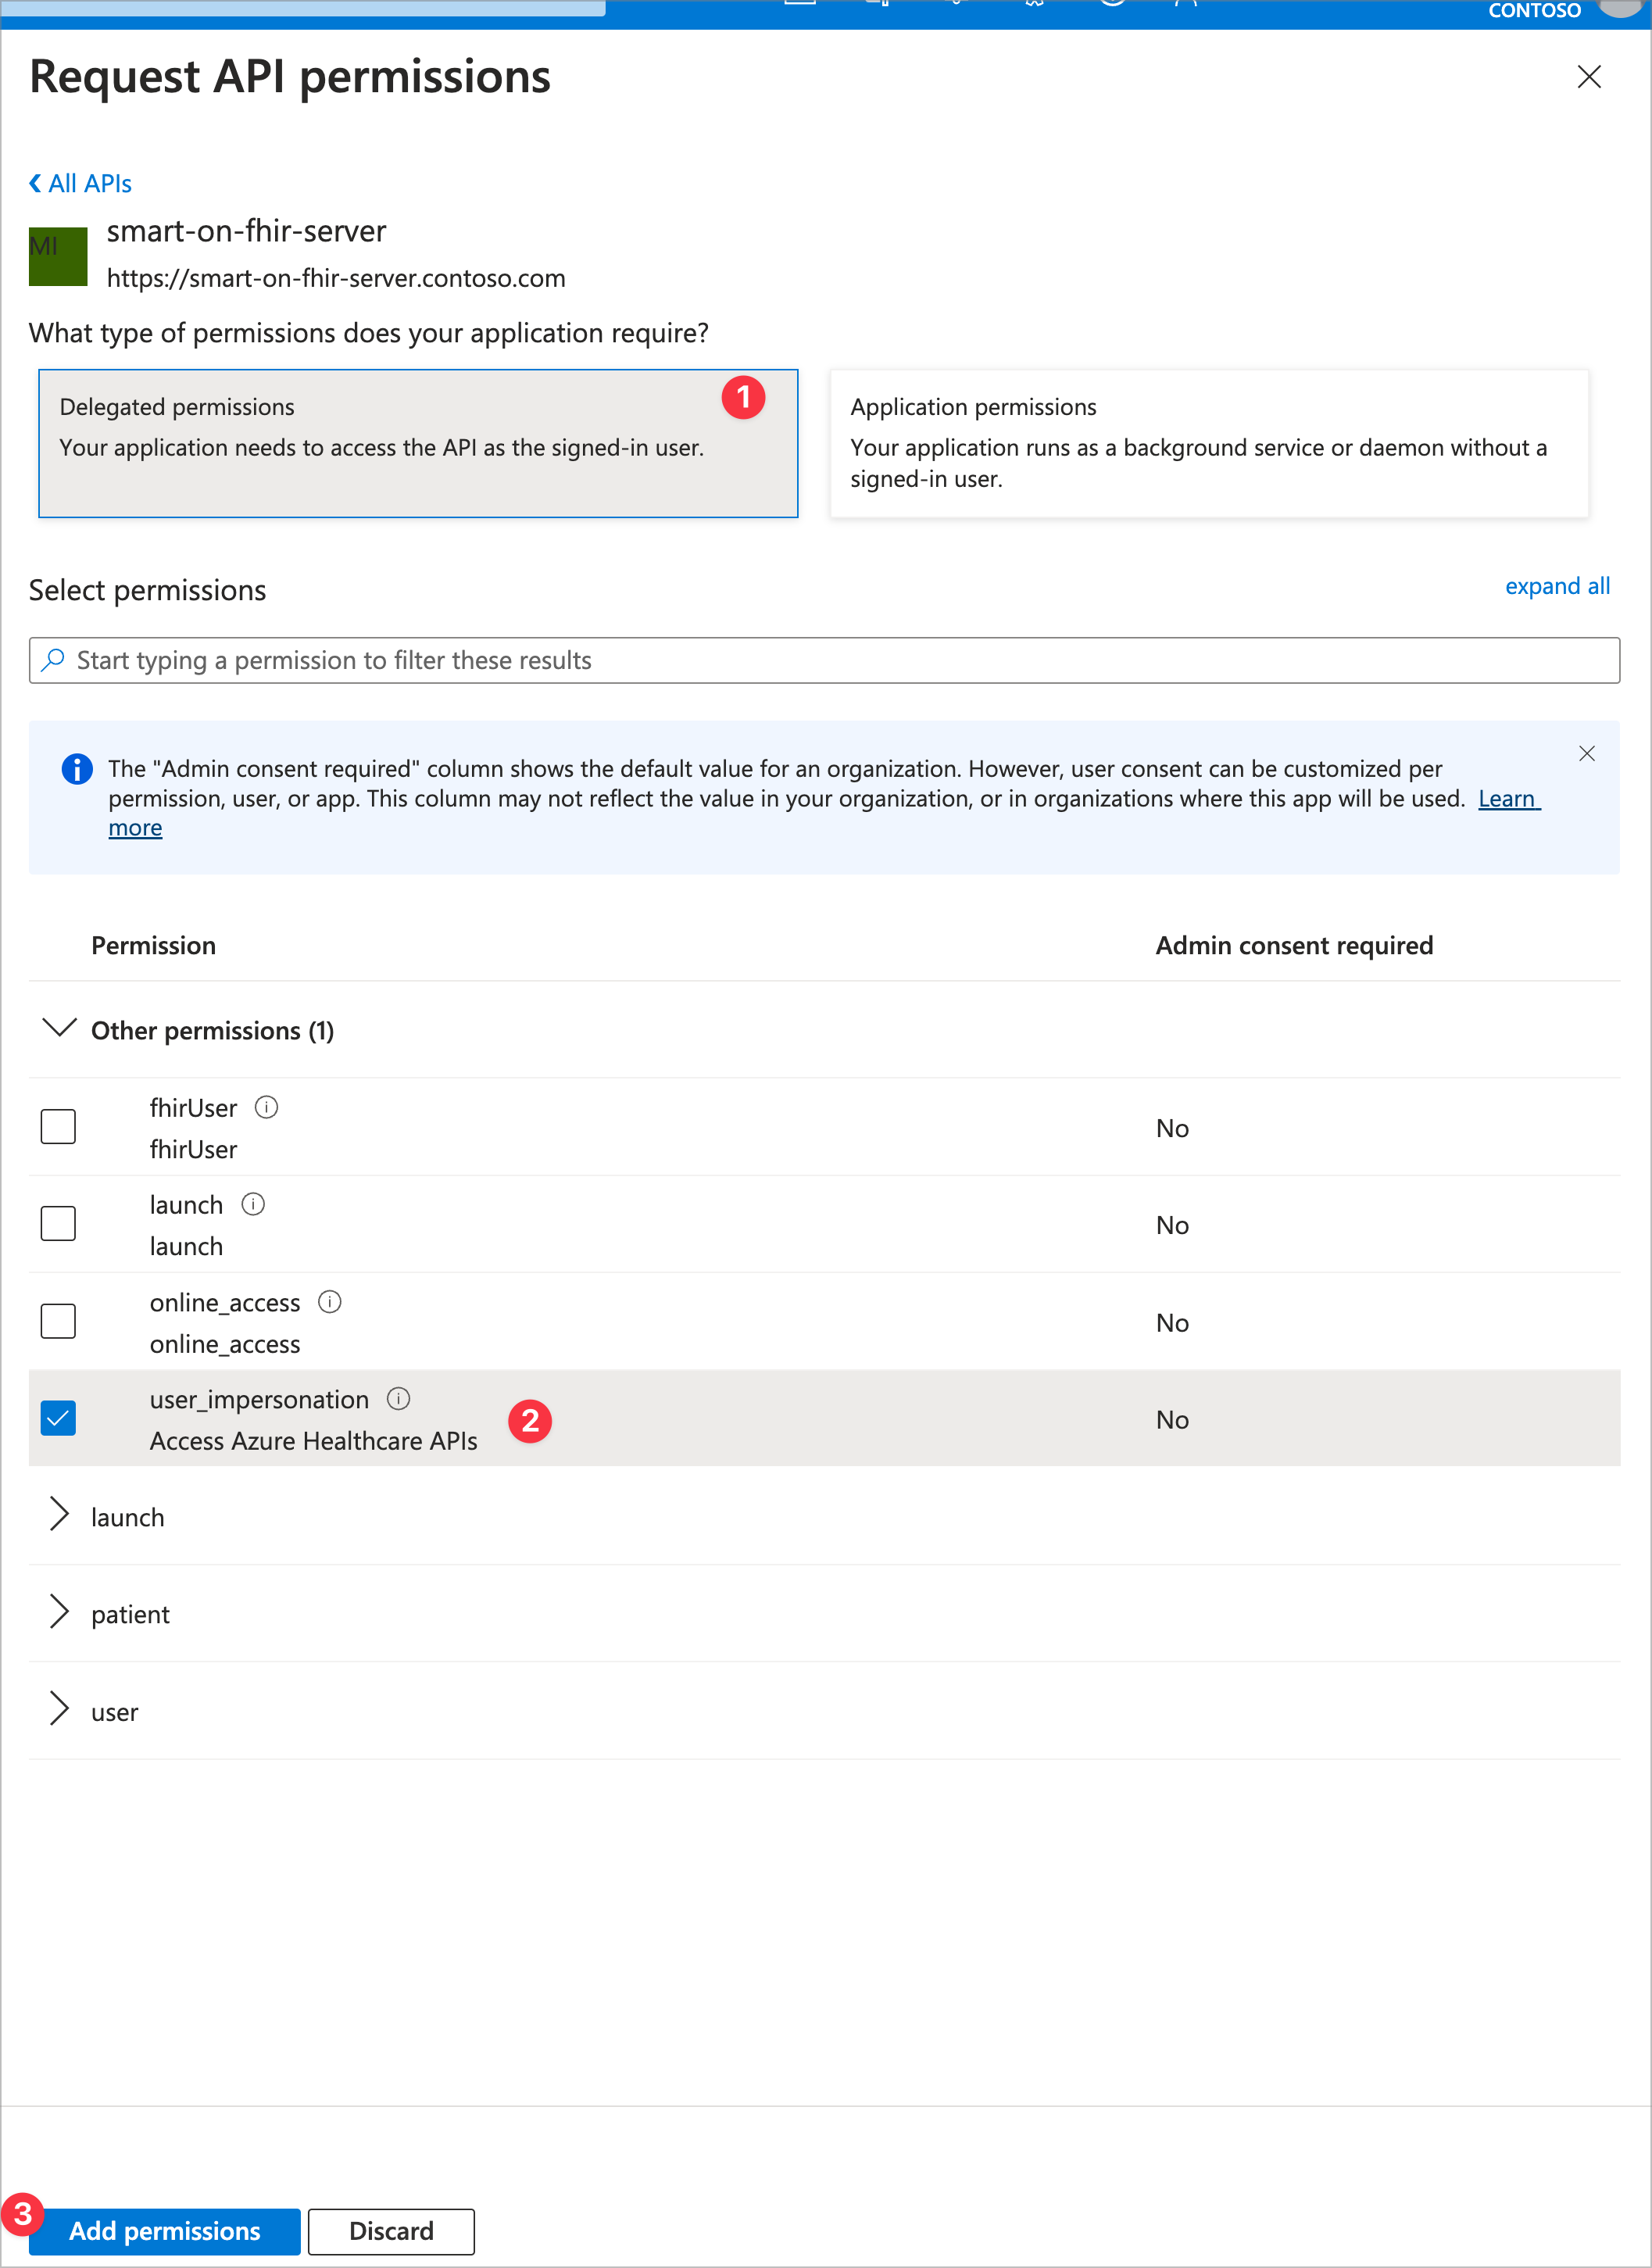 CONTOSO
Request API permissions
All APIs
MI
smart-on-fhir-server
https://smart-on-fhir-server.contoso.com
What type of permissions does your application require?
Delegated permissions
1
Your application needs to access the API as the signed-in user.
Application permissions
Your application runs as a background service or daemon without a
signed-in user.
Select permissions
expand all
Start typing a permission to filter these results
The "Admin consent required" column shows the default value for an organization. However, user consent can be customized per
permission, user, or app. This column may not reflect the value in your organization, or in organizations where this app will be used. Learn
more
Permission
Admin consent required
Other permissions (1)
fhirUser
fhirUser
No
launch
launch
No
online_access
online_access
No
user_impersonation
Access Azure Healthcare APIs
2
No
launch
patient
user
3
Add permissions
Discard